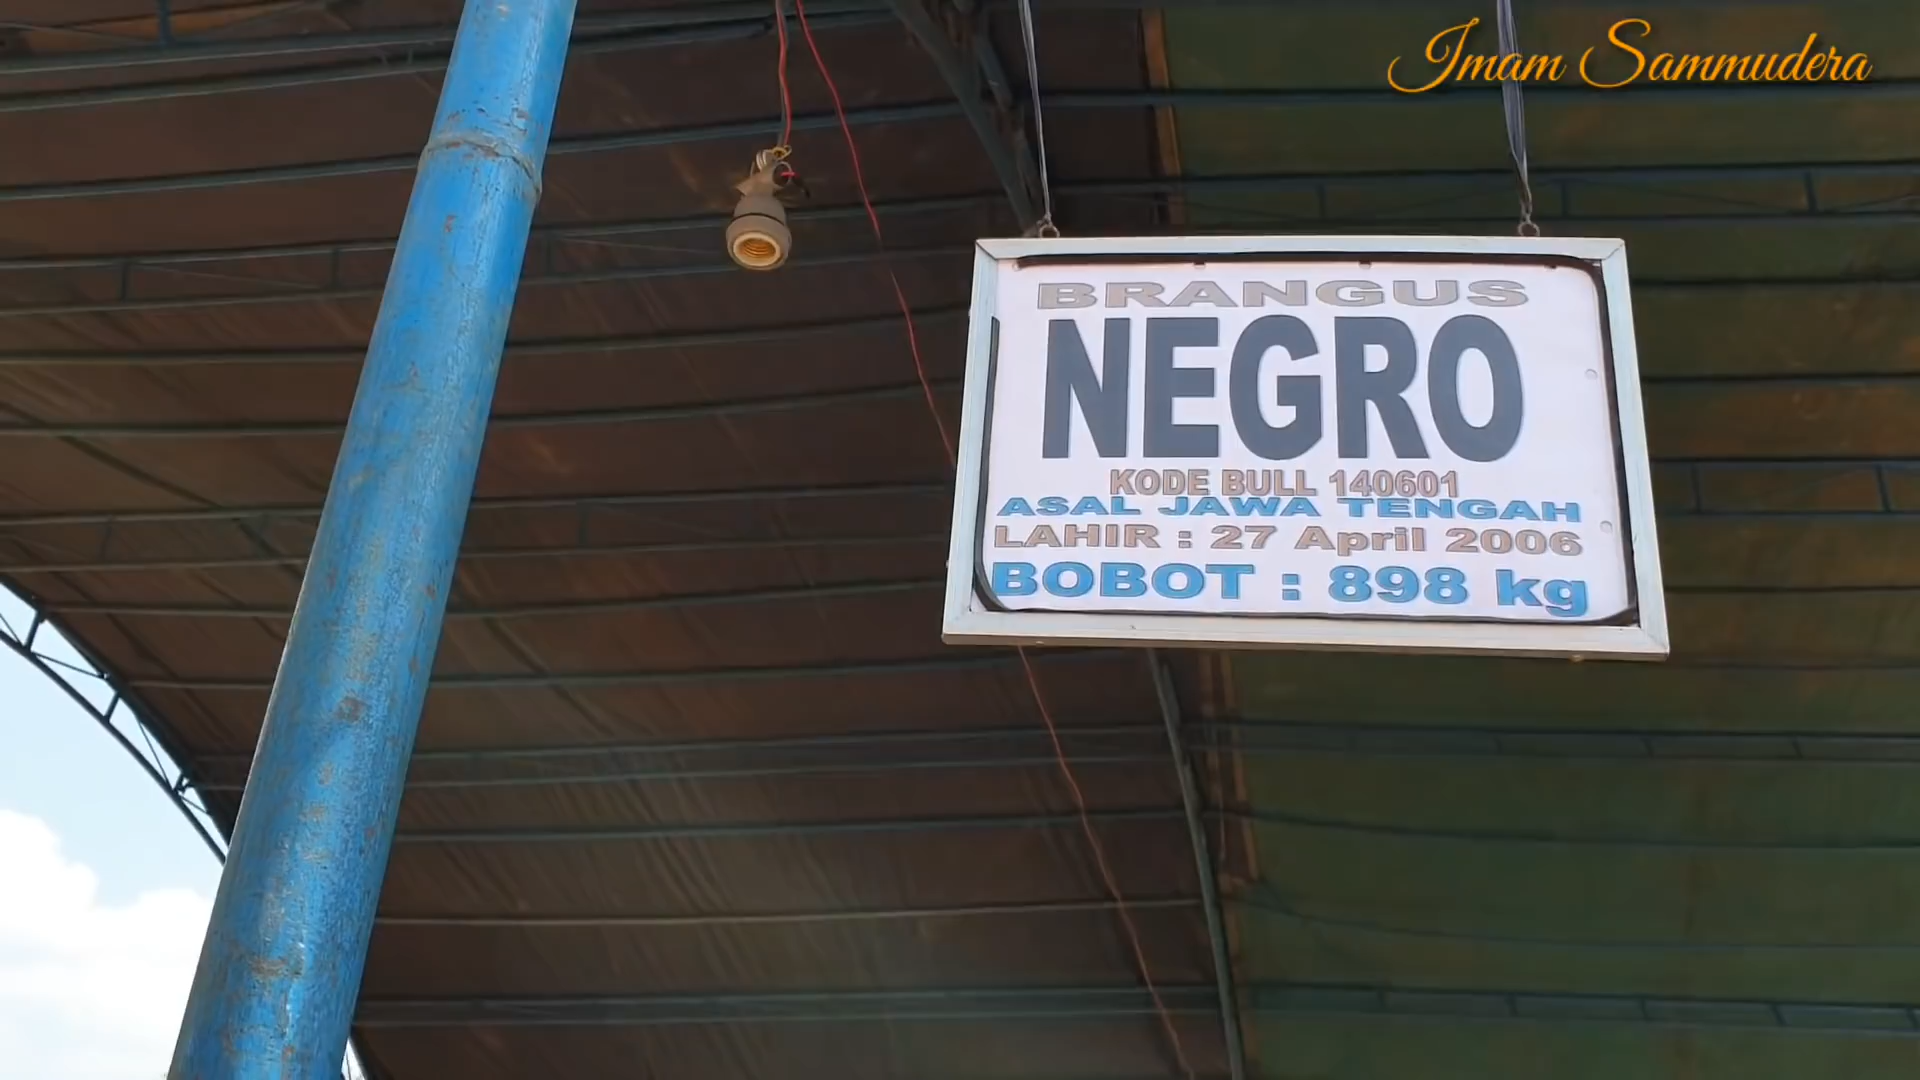 Imam Sammudera
BRANGUS
NEGRO
KODE BULL 140601
ASAL JAWA TENGAH
LAHIR : 27 April 2006
BOBOT : 898 kg